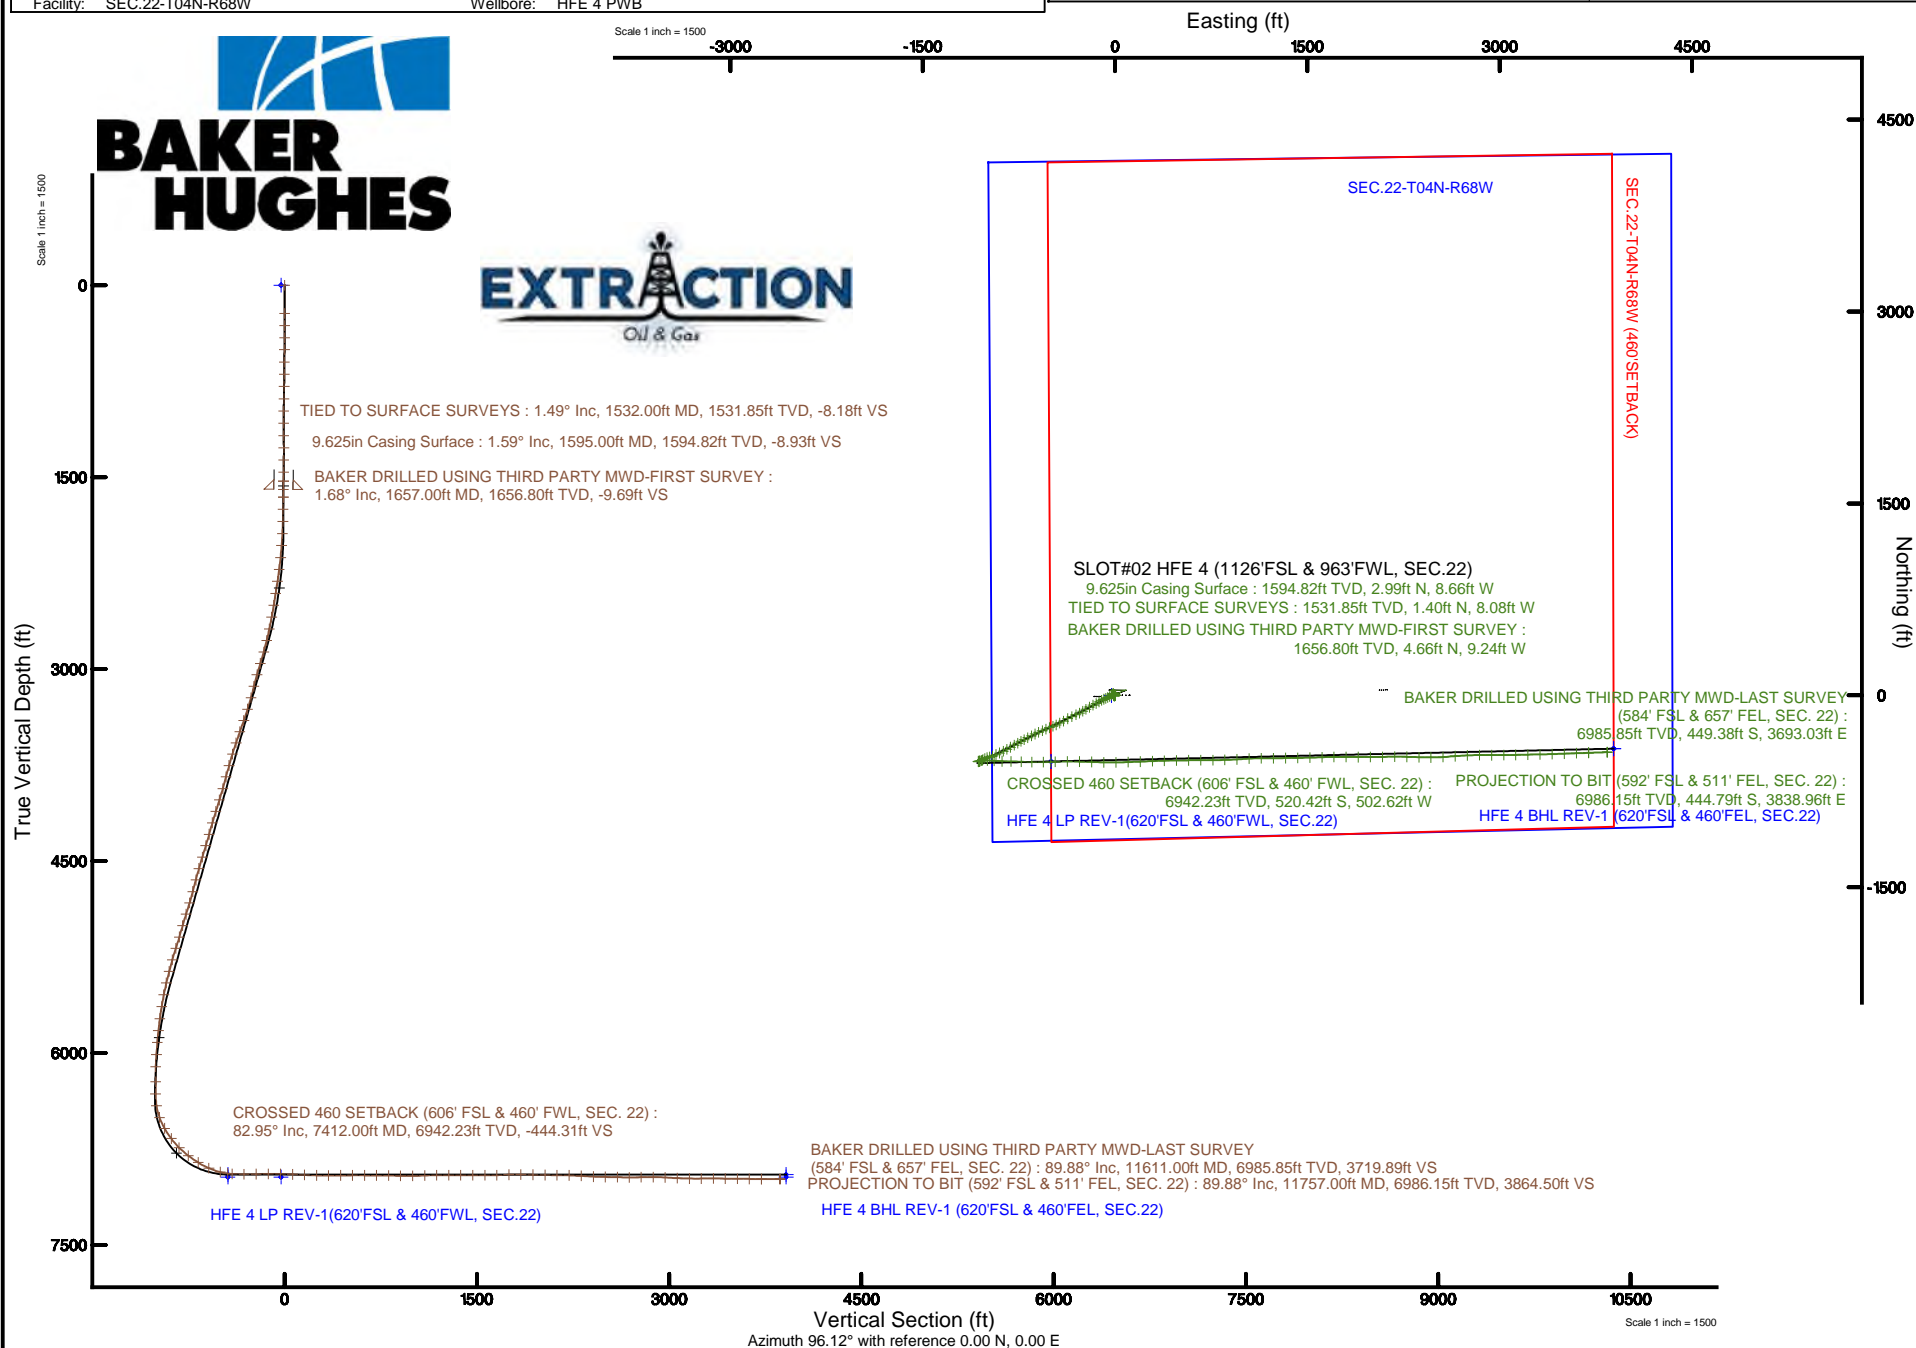 Facility: SEC.22-T04N-R68W
Wellbore: HFE 4 PWB
Easting (ft)
Scale 1 inch = 1500
-3000
-1500
0
1500
3000
4500
BAKER
HUGHES
EXTRACTION
Oil & Gas
Scale 1 inch = 1500
True Vertical Depth (ft)
0
1500
3000
4500
6000
7500
TIED TO SURFACE SURVEYS : 1.49° Inc, 1532.00ft MD, 1531.85ft TVD, -8.18ft VS
9.625in Casing Surface : 1.59° Inc, 1595.00ft MD, 1594.82ft TVD, -8.93ft VS
BAKER DRILLED USING THIRD PARTY MWD-FIRST SURVEY :
1.68° Inc, 1657.00ft MD, 1656.80ft TVD, -9.69ft VS
CROSSED 460 SETBACK (606' FSL & 460' FWL, SEC. 22) :
82.95° Inc, 7412.00ft MD, 6942.23ft TVD, -444.31ft VS
HFE 4 LP REV-1(620'FSL & 460'FWL, SEC.22)
BAKER DRILLED USING THIRD PARTY MWD-LAST SURVEY
(584' FSL & 657' FEL, SEC. 22) : 89.88° Inc, 11611.00ft MD, 6985.85ft TVD, 3719.89ft VS
PROJECTION TO BIT (592' FSL & 511' FEL, SEC. 22) : 89.88° Inc, 11757.00ft MD, 6986.15ft TVD, 3864.50ft VS
HFE 4 BHL REV-1 (620'FSL & 460'FEL, SEC.22)
SEC.22-T04N-R68W
SEC.22-T04N-R68W (460'SETBACK)
SLOT#02 HFE 4 (1126'FSL & 963'FWL, SEC.22)
9.625in Casing Surface : 1594.82ft TVD, 2.99ft N, 8.66ft W
TIED TO SURFACE SURVEYS : 1531.85ft TVD, 1.40ft N, 8.08ft W
BAKER DRILLED USING THIRD PARTY MWD-FIRST SURVEY :
1656.80ft TVD, 4.66ft N, 9.24ft W
BAKER DRILLED USING THIRD PARTY MWD-LAST SURVEY
(584' FSL & 657' FEL, SEC. 22) :
6985.85ft TVD, 449.38ft S, 3693.03ft E
CROSSED 460 SETBACK (606' FSL & 460' FWL, SEC. 22) :
6942.23ft TVD, 520.42ft S, 502.62ft W
PROJECTION TO BIT (592' FSL & 511' FEL, SEC. 22) :
6986.15ft TVD, 444.79ft S, 3838.96ft E
HFE 4 LP REV-1(620'FSL & 460'FWL, SEC.22)
HFE 4 BHL REV-1 (620'FSL & 460'FEL, SEC.22)
4500
3000
1500
0
-1500
Northing (ft)
0
1500
3000
4500
6000
7500
9000
10500
Vertical Section (ft)
Azimuth 96.12° with reference 0.00 N, 0.00 E
Scale 1 inch = 1500